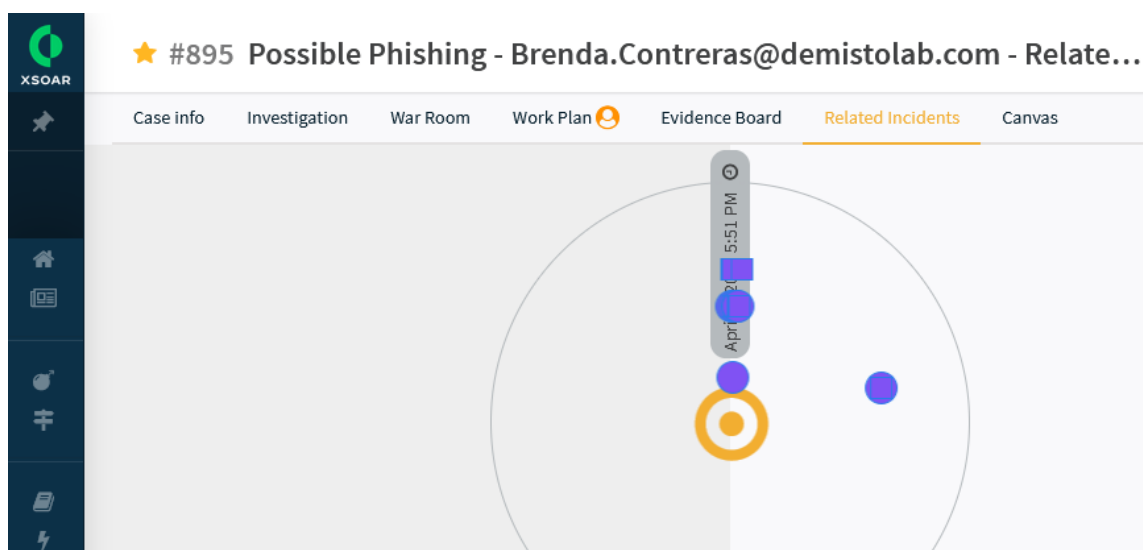 XSOAR
#895 Possible Phishing - Brenda.Contreras@demistolab.com - Relate...
Case info Investigation War Room Work Plan Evidence Board Related Incidents Canvas
5:51 PM